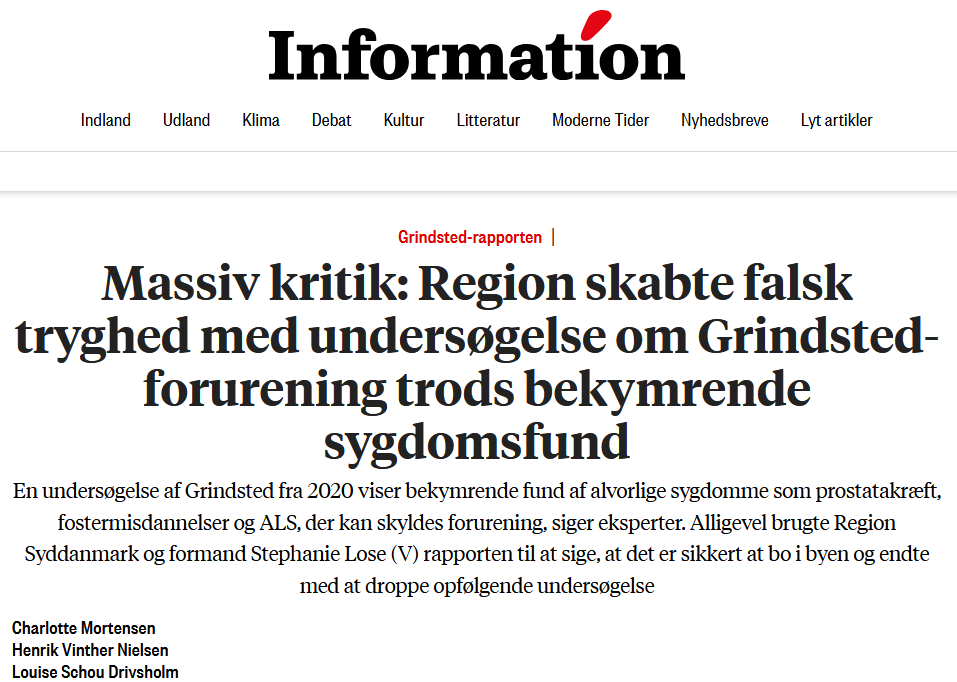 Information
Indland Udland Klima Debat Kultur Litteratur Moderne Tider Nyhedsbreve Lyt artikler
Grindsted-rapporten |
Massiv kritik: Region skabte falsk
tryghed med undersøgelse om Grindsted-
forurening trods bekymrende
sygdomsfund
En undersøgelse af Grindsted fra 2020 viser bekymrende fund af alvorlige sygdomme som prostatakræft,
fostermisdannelser og ALS, der kan skyldes forurening, siger eksperter. Alligevel brugte Region
Syddanmark og formand Stephanie Lose (V) rapporten til at sige, at det er sikkert at bo i byen og endte
med at droppe opfølgende undersøgelse
Charlotte Mortensen
Henrik Vinther Nielsen
Louise Schou Drivsholm